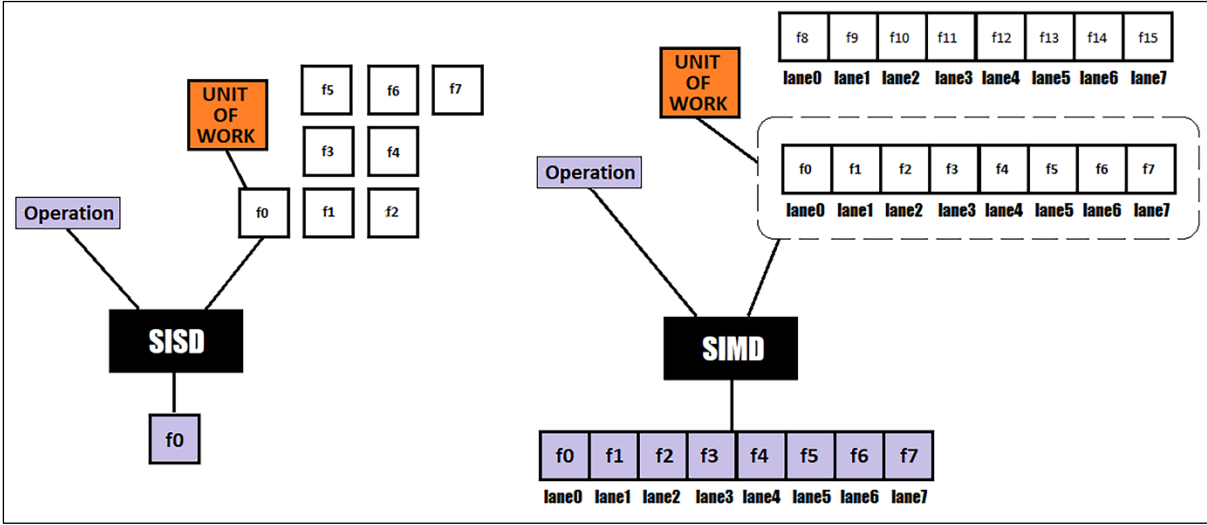 UNIT
OF
WORK
f5 f6 f7
f3 f4
Operation
f0 f1 f2
SISD
f0
f8 f9 f10 f11 f12 f13 f14 f15
lane0 lane1 lane2 lane3 lane4 lane5 lane6 lane7
UNIT
OF
WORK
Operation
f0 f1 f2 f3 f4 f5 f6 f7
lane0 lane1 lane2 lane3 lane4 lane5 lane6 lane7
SIMD
f0 f1 f2 f3 f4 f5 f6 f7
lane0 lane1 lane2 lane3 lane4 lane5 lane6 lane7